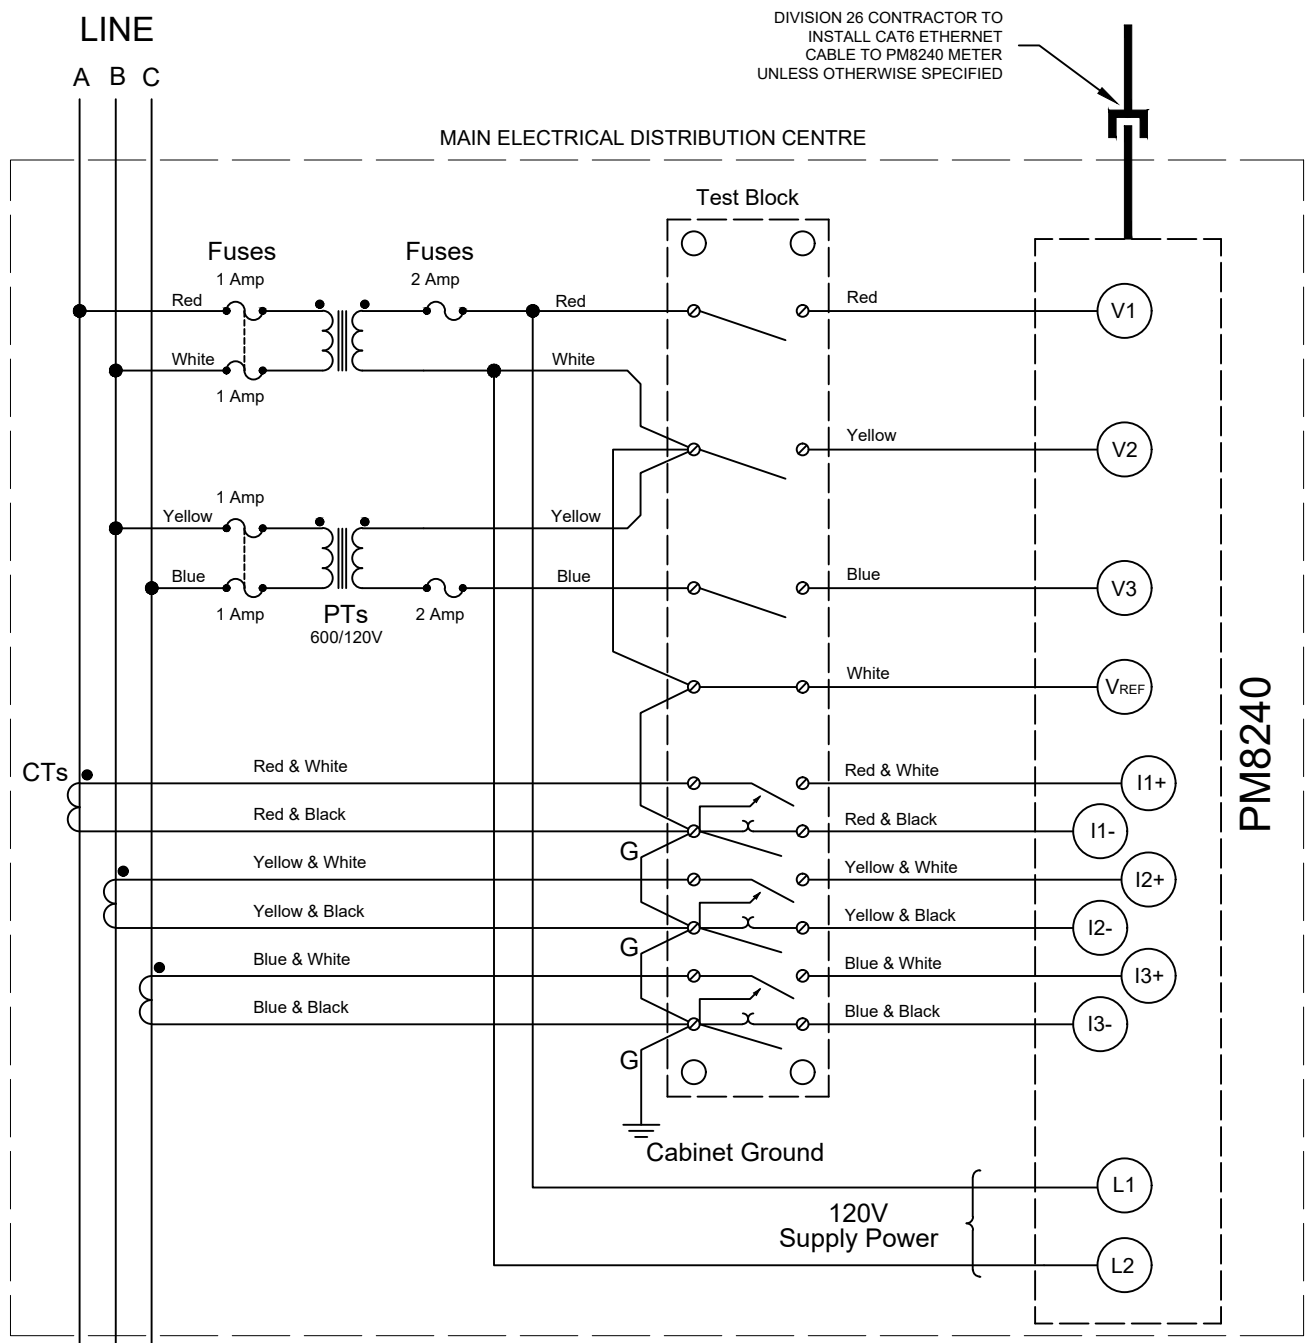 LINE
A B C
DIVISION 26 CONTRACTOR TO
INSTALL CAT6 ETHERNET
CABLE TO PM8240 METER
UNLESS OTHERWISE SPECIFIED
MAIN ELECTRICAL DISTRIBUTION CENTRE
Test Block
Fuses
1 Amp
Fuses
2 Amp
Red
Red
Red
V1
White
White
1 Amp
Yellow
V2
1 Amp
Yellow
Yellow
Blue
Blue
Blue
V3
1 Amp
PTs
600/120V
2 Amp
White
VREF
PM8240
CTs
Red & White
Red & White
I1+
Red & Black
Red & Black
I1-
G
Yellow & White
Yellow & White
I2+
Yellow & Black
Yellow & Black
I2-
G
Blue & White
Blue & White
I3+
Blue & Black
Blue & Black
I3-
G
Cabinet Ground
L1
120V
Supply Power
L2